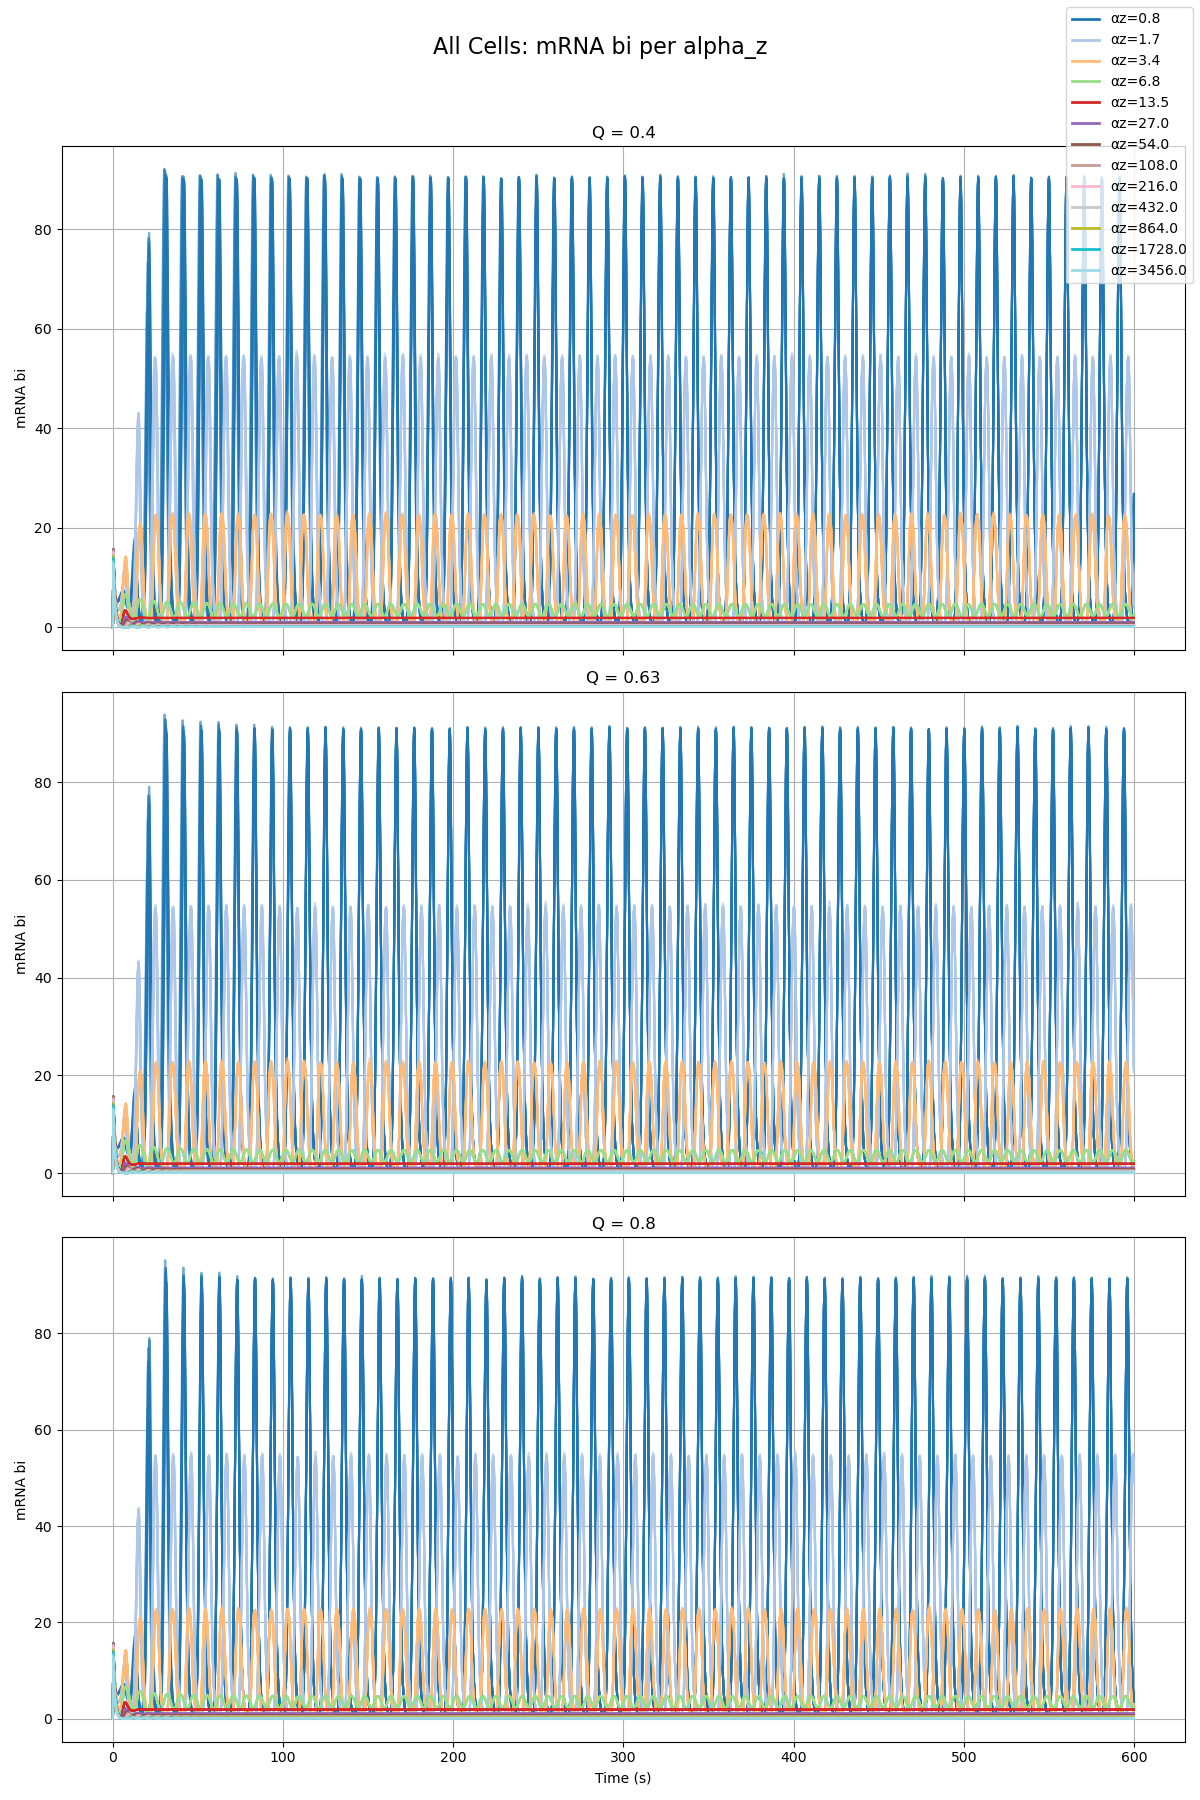 All Cells: mRNA bi per alpha_z
αz=0.8
αz=1.7
αz=3.4
αz=6.8
αz=13.5
αz=27.0
αz=54.0
αz=108.0
αz=216.0
αz=432.0
αz=864.0
αz=1728.0
αz=3456.0
Q = 0.4
mRNA bi
80
60
40
20
0
Q = 0.63
mRNA bi
80
60
40
20
0
Q = 0.8
mRNA bi
80
60
40
20
0
0 100 200 300 400 500 600
Time (s)